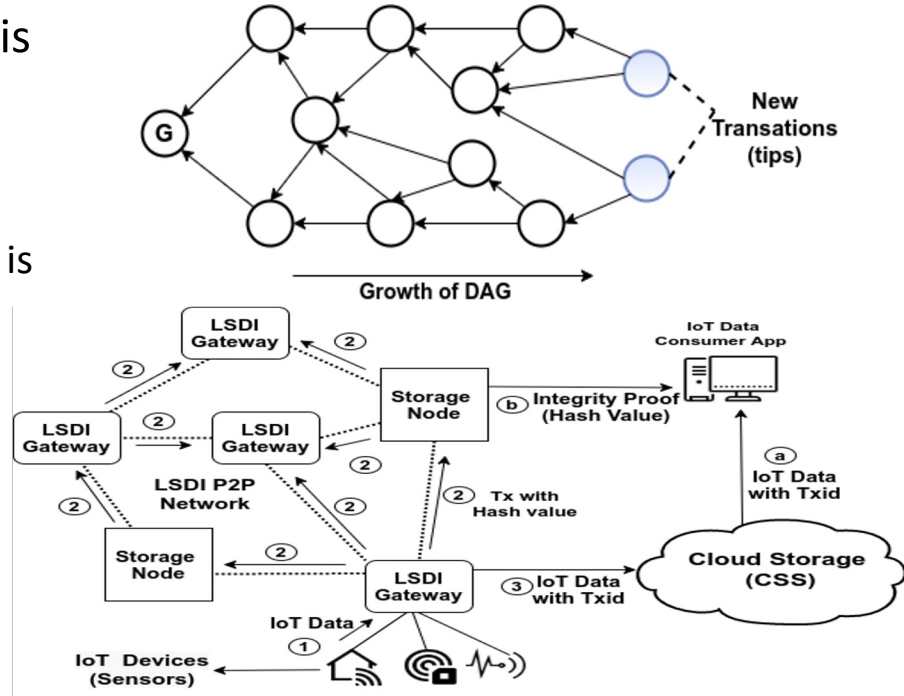 is
G
New
Transations
(tips)
is
Growth of DAG
LSDI
Gateway
2
2
IoT Data
Consumer App
Storage
Node
b
Integrity Proof
(Hash Value)
LSDI
Gateway
2
LSDI
Gateway
2
a
IoT Data
with Txid
LSDI P2P
Network
2
2
2
Tx with
Hash value
Storage
Node
2
LSDI
Gateway
3
IoT Data
with Txid
Cloud Storage
(CSS)
IoT Data
1
IoT Devices
(Sensors)